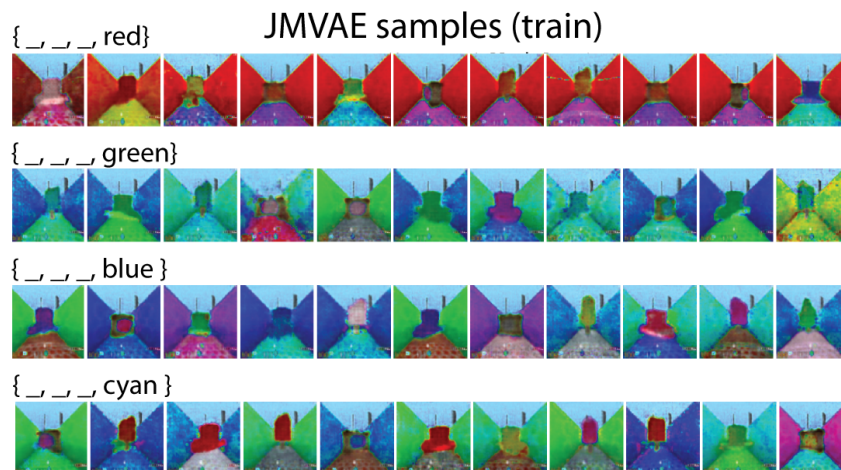 JMVAE samples (train)
{ _, _, _, red}
{ _, _, _, green}
{ _, _, _, blue }
{ _, _, _, cyan }